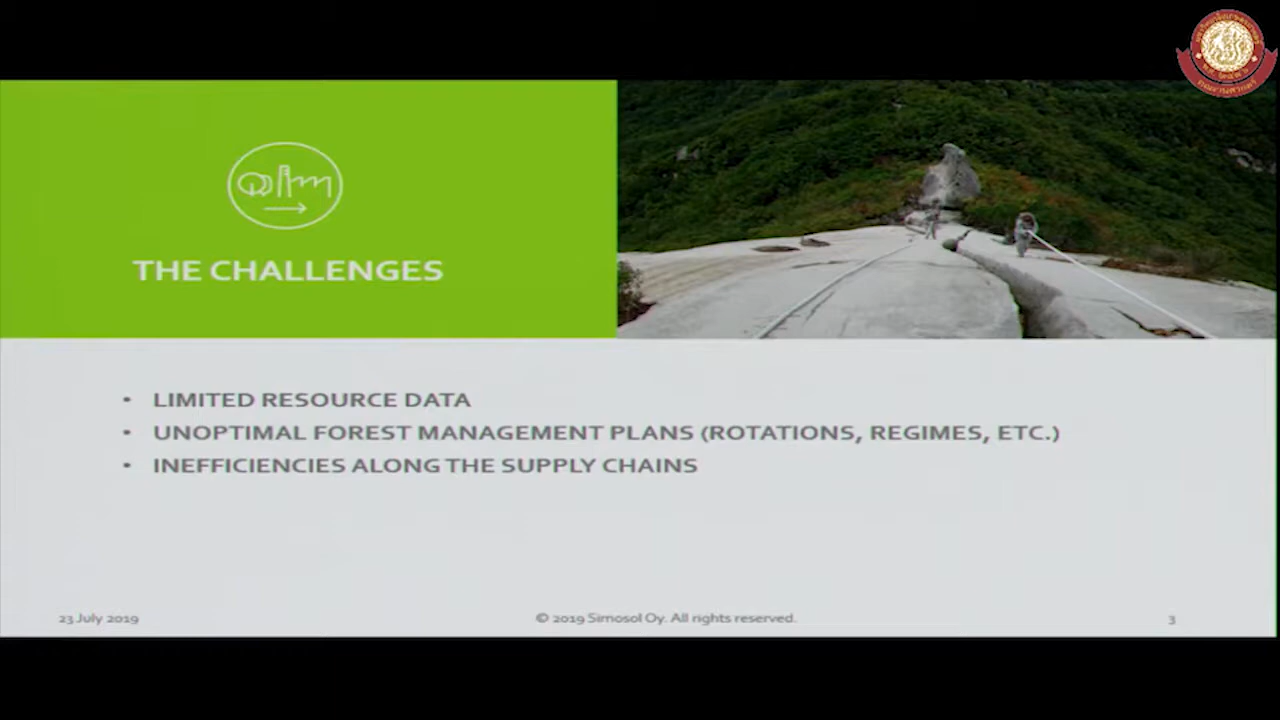 THE CHALLENGES
• LIMITED RESOURCE DATA
• UNOPTIMAL FOREST MANAGEMENT PLANS (ROTATIONS, REGIMES, ETC.)
• INEFFICIENCIES ALONG THE SUPPLY CHAINS
23 July 2019
© 2019 Simosol Oy. All rights reserved.
3